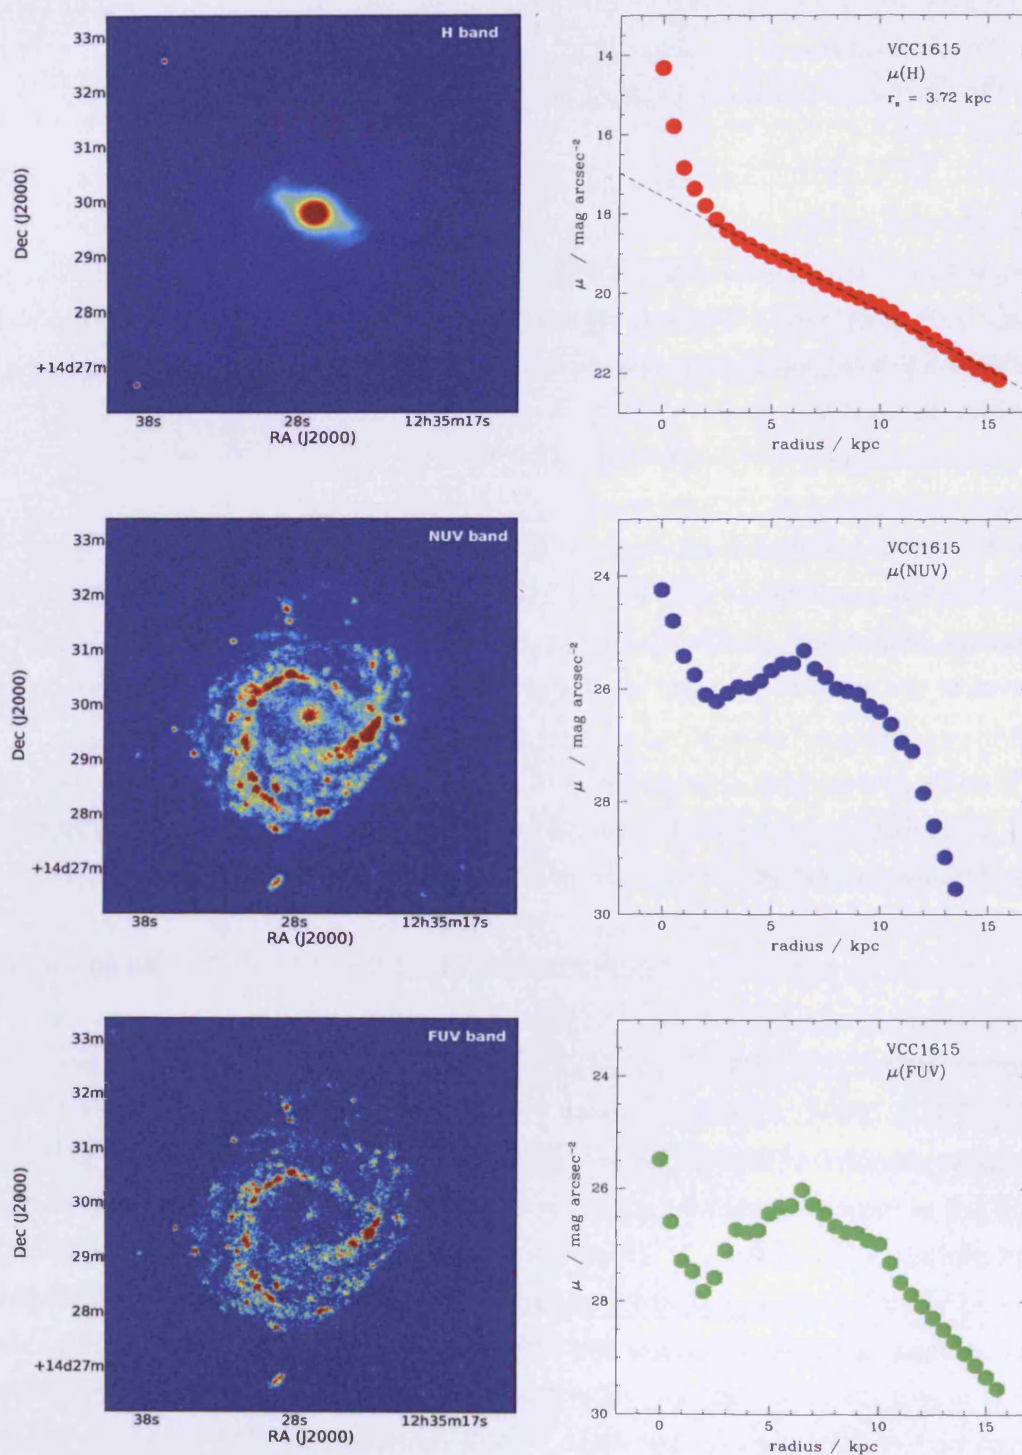 H band
33m
32m
31m
30m
29m
28m
+14d27m
Dec (J2000)
38s
28s
12h35m17s
RA (J2000)
VCC1615
μ(H)
r_s = 3.72 kpc
14
16
18
20
22
μ / mag arcsec⁻²
0
5
10
15
radius / kpc
NUV band
33m
32m
31m
30m
29m
28m
+14d27m
Dec (J2000)
38s
28s
12h35m17s
RA (J2000)
VCC1615
μ(NUV)
24
26
28
30
μ / mag arcsec⁻²
0
5
10
15
radius / kpc
FUV band
33m
32m
31m
30m
29m
28m
+14d27m
Dec (J2000)
38s
28s
12h35m17s
RA (J2000)
VCC1615
μ(FUV)
24
26
28
30
μ / mag arcsec⁻²
0
5
10
15
radius / kpc